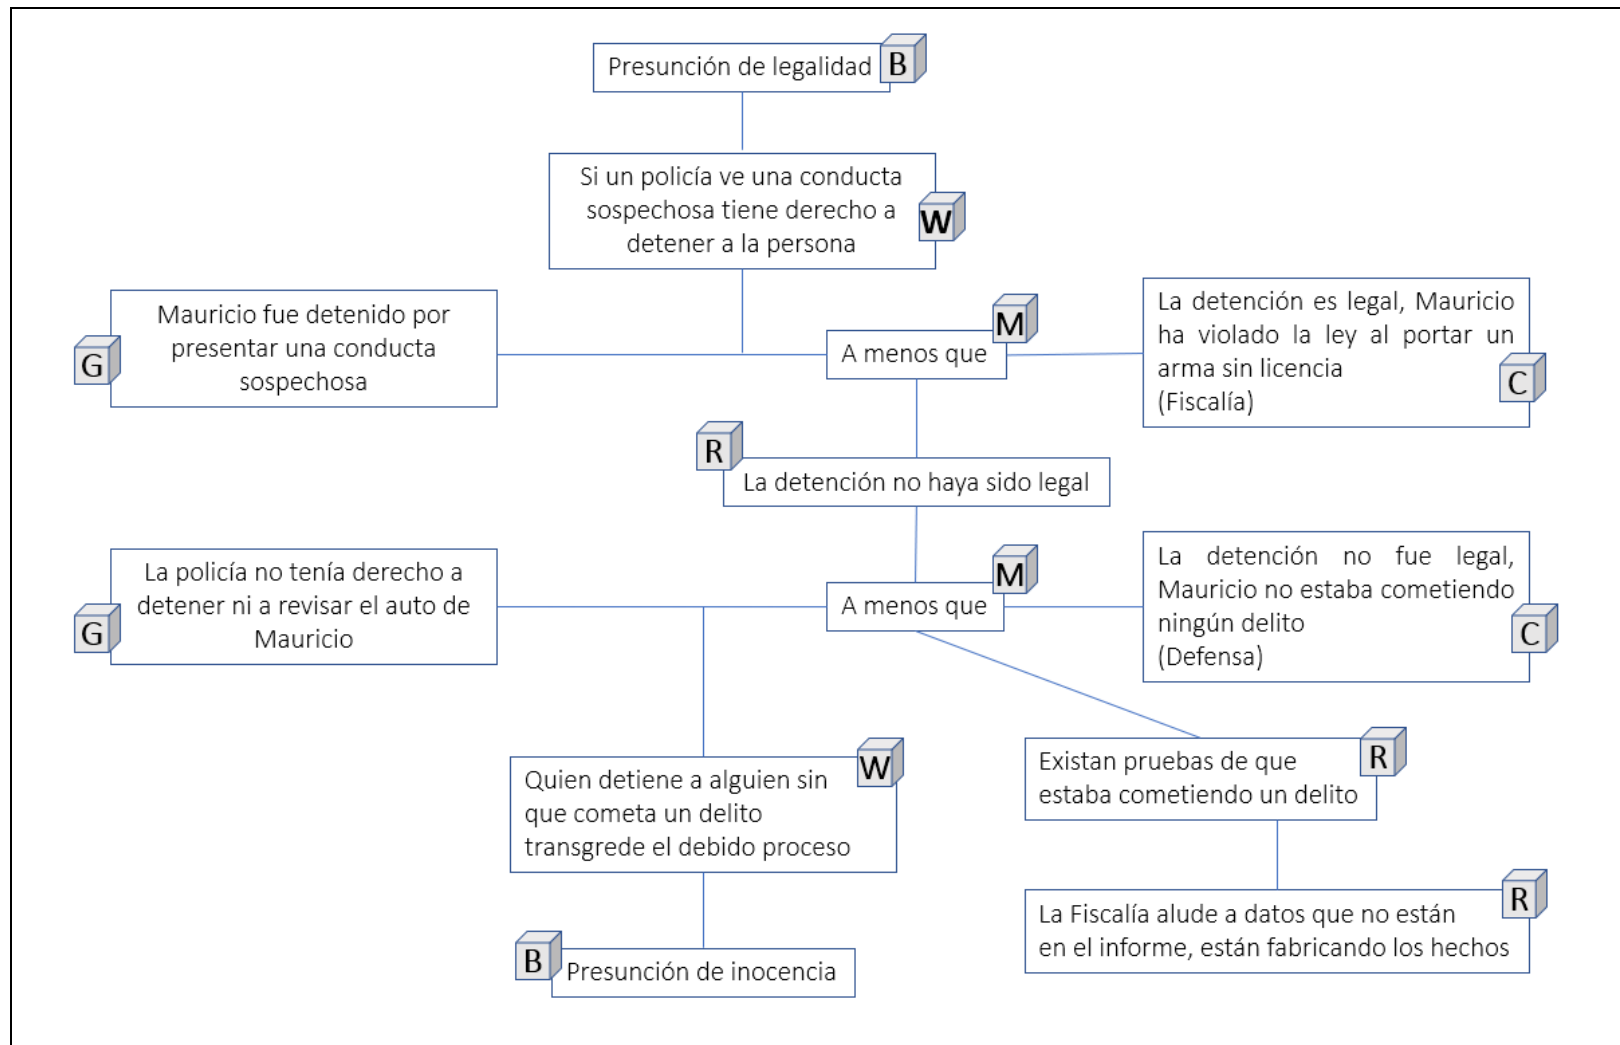 Presunción de legalidad
B
Si un policía ve una conducta
sospechosa tiene derecho a
detener a la persona
W
Mauricio fue detenido por
presentar una conducta
sospechosa
G
A menos que
M
La detención es legal, Mauricio
ha violado la ley al portar un
arma sin licencia
(Fiscalía)
C
R
La detención no haya sido legal
La policía no tenía derecho a
detener ni a revisar el auto de
Mauricio
G
A menos que
M
La detención no fue legal,
Mauricio no estaba cometiendo
ningún delito
(Defensa)
C
Quien detiene a alguien sin
que cometa un delito
transgrede el debido proceso
W
Existan pruebas de que
estaba cometiendo un delito
R
La Fiscalía alude a datos que no están
en el informe, están fabricando los hechos
R
B
Presunción de inocencia